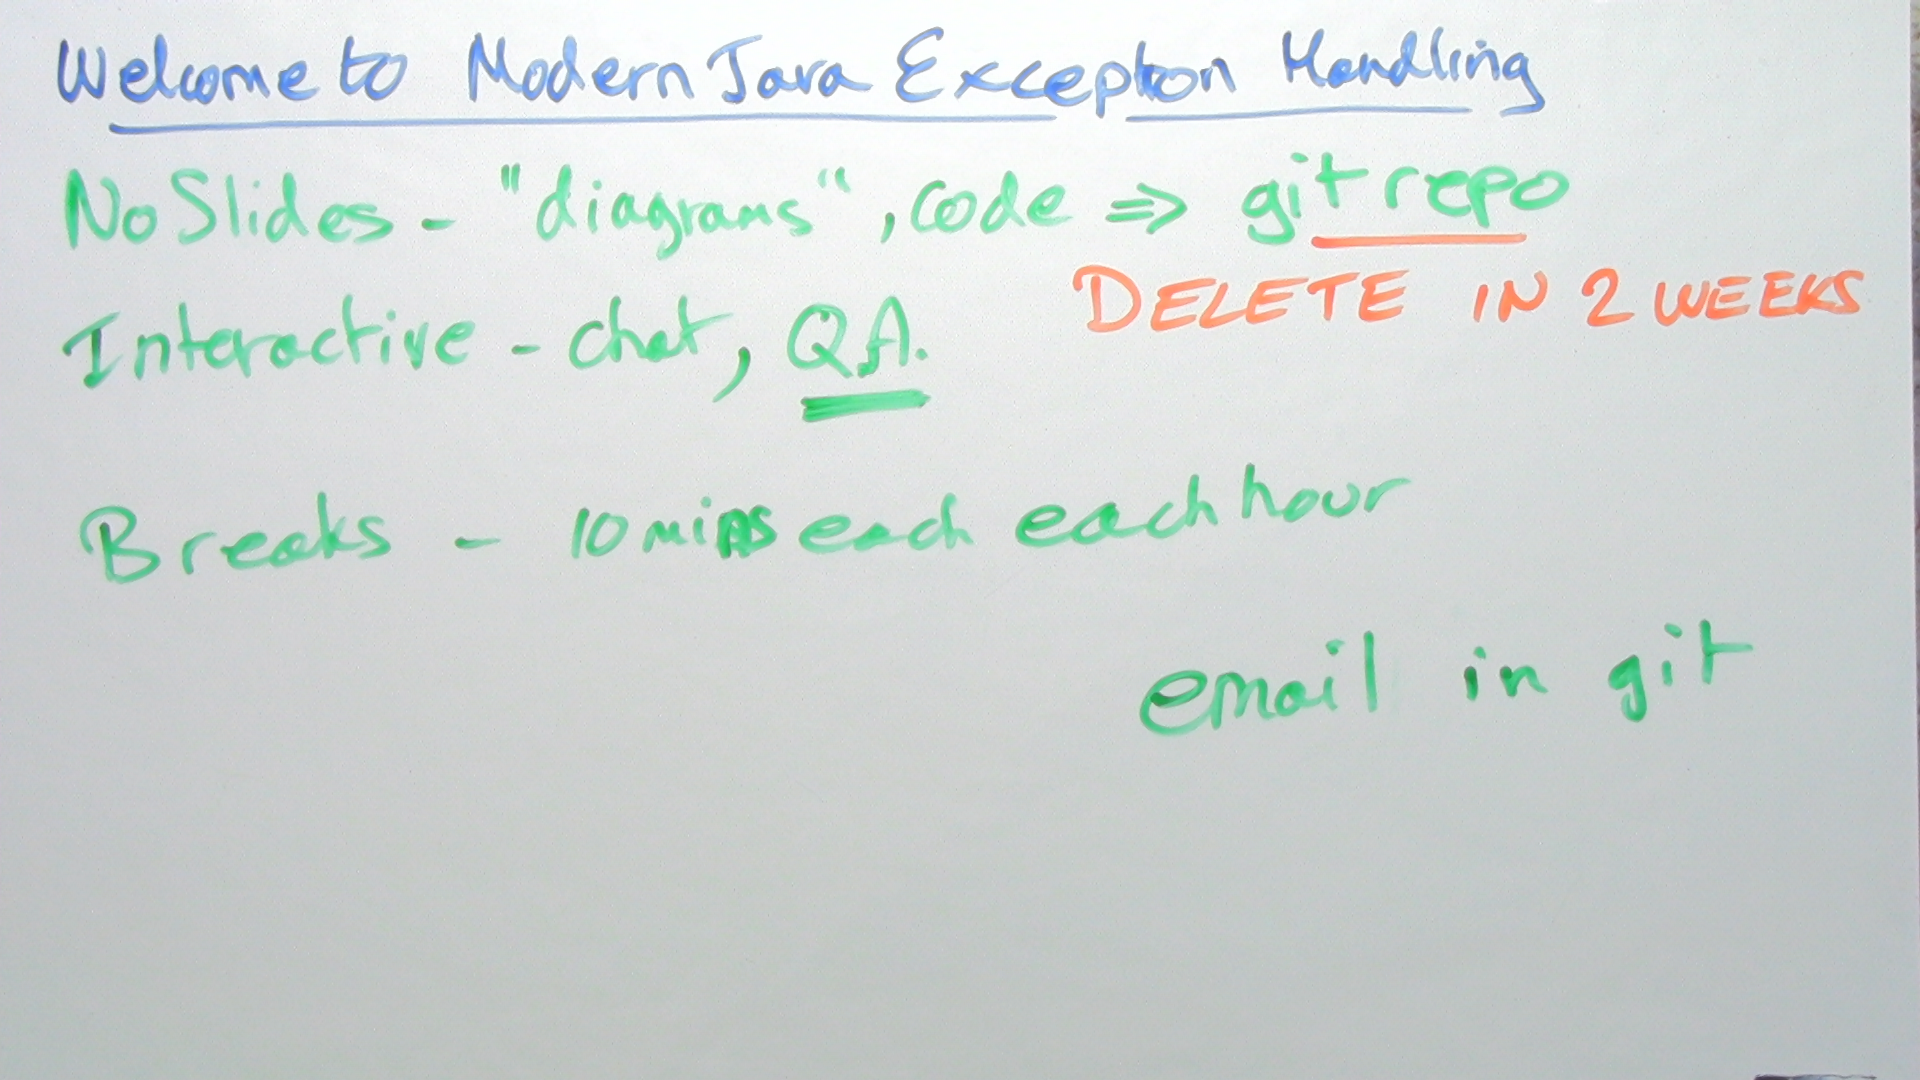 Welcome to Modern Java Exception Handling
No Slides - "diagrams", code => git repo
DELETE IN 2 WEEKS
Interactive - chat, QA.
Breaks - 10 mins each each hour
email in git